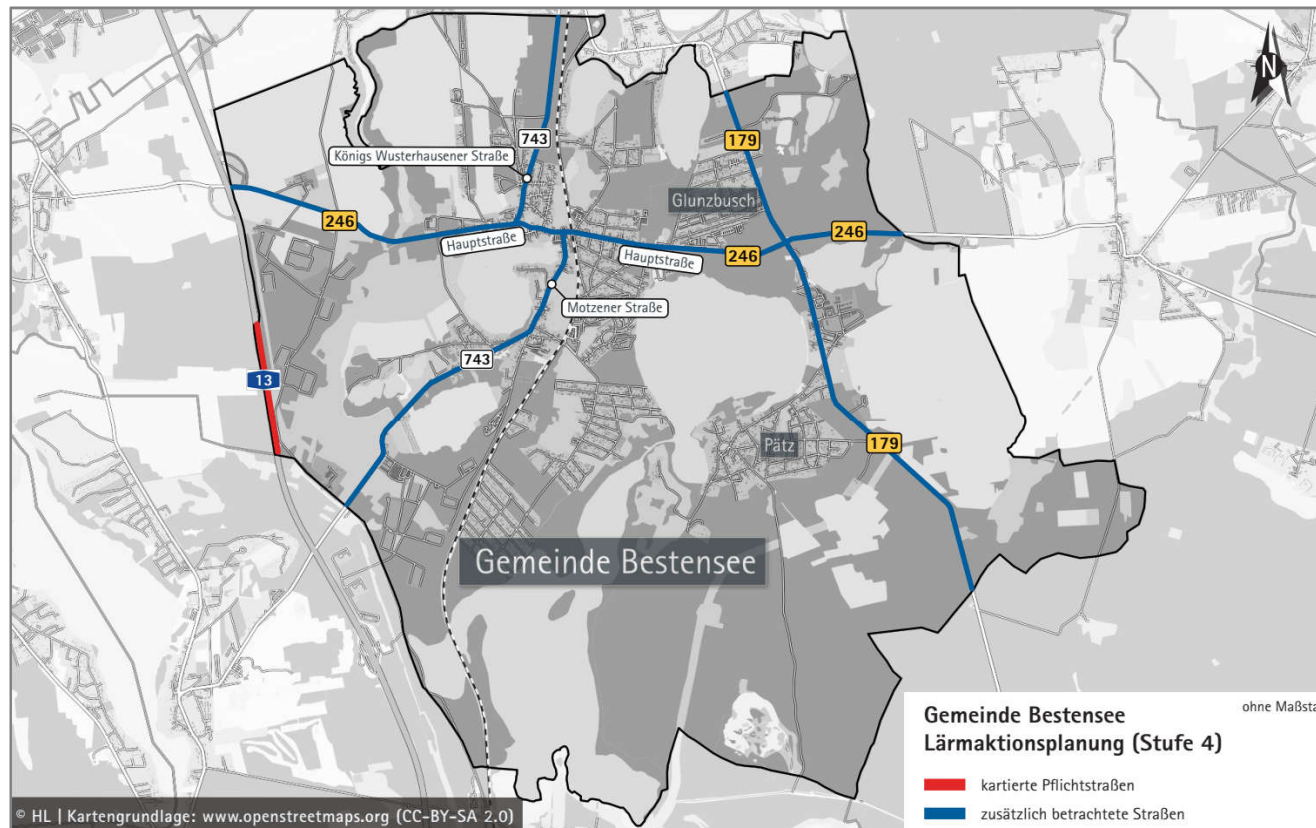 N
743
179
Königs Wusterhausener Straße
Glunzbusch
246
246
Hauptstraße
Hauptstraße
246
Motzener Straße
743
13
Pätz
179
Gemeinde Bestensee
Gemeinde Bestensee
Lärmaktionsplanung (Stufe 4)
ohne Maßsta
kartierte Pflichtstraßen
zusätzlich betrachtete Straßen
© HL | Kartengrundlage: www.openstreetmaps.org (CC-BY-SA 2.0)